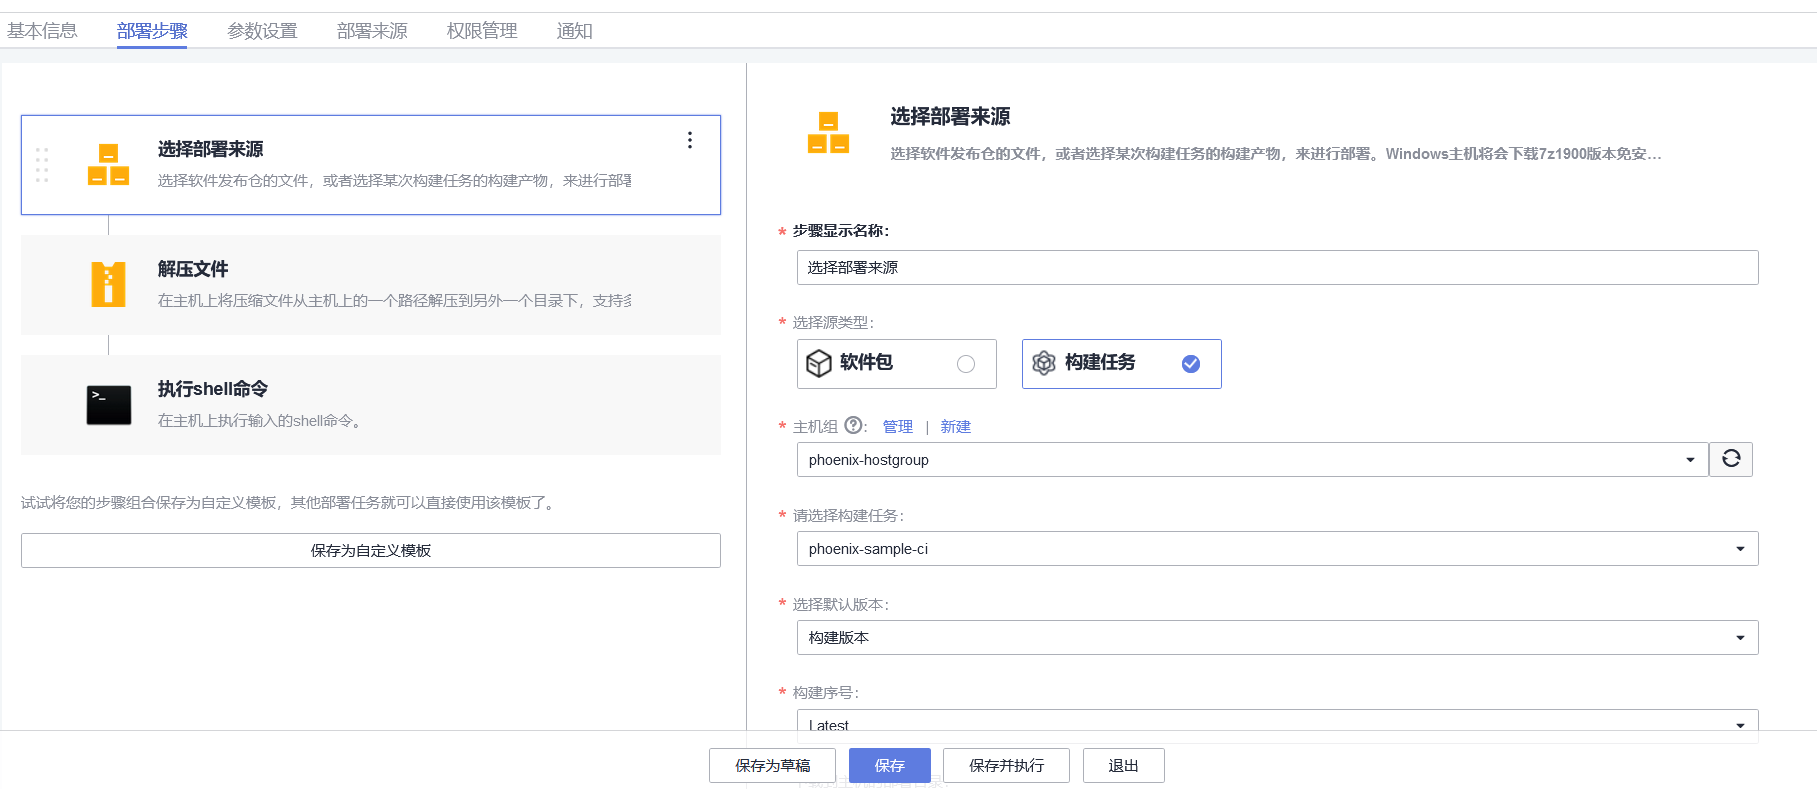 基本信息 部署步骤 参数设置 部署来源 权限管理 通知
选择部署来源
选择软件发布仓的文件，或者选择某次构建任务的构建产物，来进行部
解压文件
在主机上将压缩文件从主机上的一个路径解压到另外一个目录下，支持
>_
执行shell命令
在主机上执行输入的shell命令。
试试将您的步骤组合保存为自定义模板，其他部署任务就可以直接使用该模板了。
保存为自定义模板
选择部署来源
选择软件发布仓的文件，或者选择某次构建任务的构建产物，来进行部署。Windows主机将会下载7z1900版本免安...
* 步骤显示名称：
选择部署来源
* 选择源类型：
软件包 构建任务
* 主机组 ?： 管理 | 新建
phoenix-hostgroup
* 请选择构建任务：
phoenix-sample-ci
* 选择默认版本：
构建版本
* 构建序号：
Latest
保存为草稿 保存 保存并执行 退出